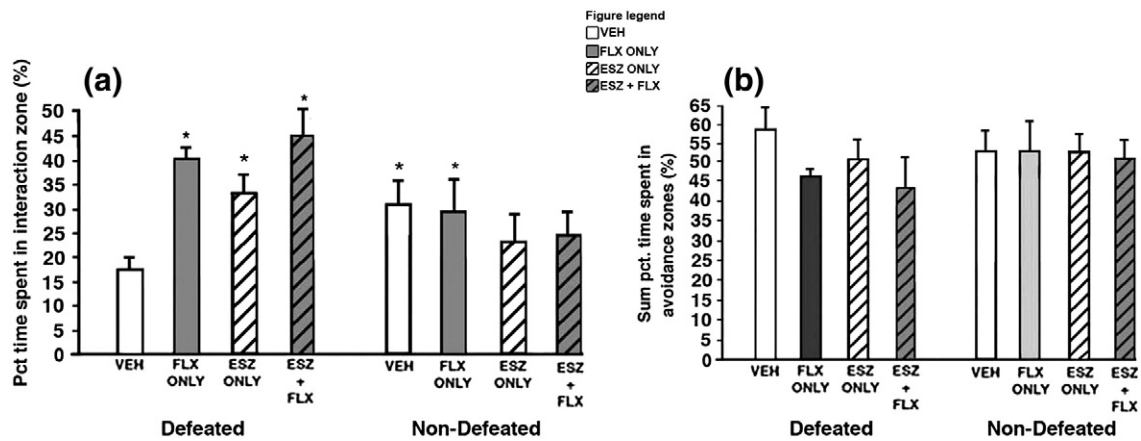 Figure legend
VEH
FLX ONLY
ESZ ONLY
ESZ + FLX
(a)
Pct time spent in interaction zone (%)
50
45
40
35
30
25
20
15
10
5
0
*
*
*
*
*
VEH
FLX
ONLY
ESZ
ONLY
ESZ
+
FLX
VEH
FLX
ONLY
ESZ
ONLY
ESZ
+
FLX
Defeated
Non-Defeated
(b)
Sum pct. time spent in
avoidance zones (%)
65
60
55
50
45
40
35
30
25
20
15
10
5
0
VEH
FLX
ONLY
ESZ
ONLY
ESZ
+
FLX
VEH
FLX
ONLY
ESZ
ONLY
ESZ
+
FLX
Defeated
Non-Defeated